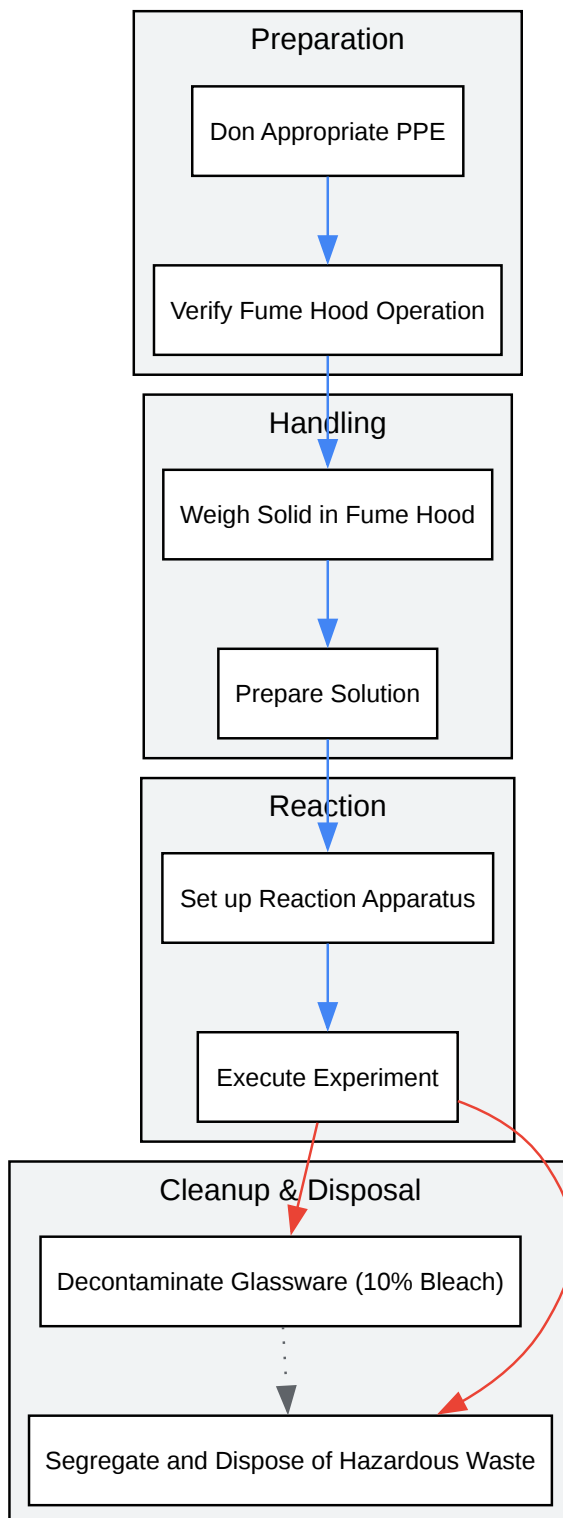 Preparation
Don Appropriate PPE
Verify Fume Hood Operation
Handling
Weigh Solid in Fume Hood
Prepare Solution
Reaction
Set up Reaction Apparatus
Execute Experiment
Cleanup & Disposal
Decontaminate Glassware (10% Bleach)
Segregate and Dispose of Hazardous Waste